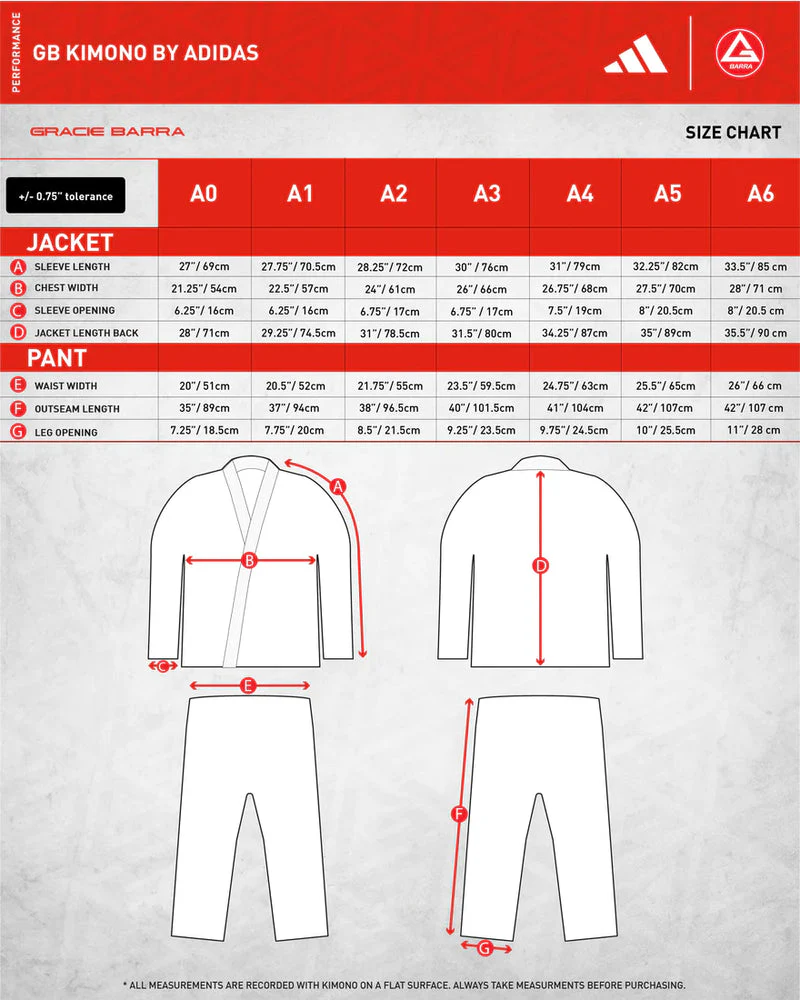 PERFORMANCE
GB KIMONO BY ADIDAS
BARRA
GRACIE BARRA
SIZE CHART
+/- 0.75" tolerance A0 A1 A2 A3 A4 A5 A6
JACKET
A SLEEVE LENGTH 27"/ 69cm 27.75"/ 70.5cm 28.25"/ 72cm 30"/ 76cm 31"/ 79cm 32.25"/ 82cm 33.5"/ 85 cm
B CHEST WIDTH 21.25"/ 54cm 22.5"/ 57cm 24"/ 61cm 26"/ 66cm 26.75"/ 68cm 27.5"/ 70cm 28"/ 71 cm
C SLEEVE OPENING 6.25"/ 16cm 6.25"/ 16cm 6.75"/ 17cm 6.75"/ 17cm 7.5"/ 19cm 8"/ 20.5cm 8"/ 20.5 cm
D JACKET LENGTH BACK 28"/ 71cm 29.25"/ 74.5cm 31"/ 78.5cm 31.5"/ 80cm 34.25"/ 87cm 35"/ 89cm 35.5"/ 90 cm
PANT
E WAIST WIDTH 20"/ 51cm 20.5"/ 52cm 21.75"/ 55cm 23.5"/ 59.5cm 24.75"/ 63cm 25.5"/ 65cm 26"/ 66 cm
F OUTSEAM LENGTH 35"/ 89cm 37"/ 94cm 38"/ 96.5cm 40"/ 101.5cm 41"/ 104cm 42"/ 107cm 42"/ 107 cm
G LEG OPENING 7.25"/ 18.5cm 7.75"/ 20cm 8.5"/ 21.5cm 9.25"/ 23.5cm 9.75"/ 24.5cm 10"/ 25.5cm 11"/ 28 cm
A
B
D
C
E
F
G
* ALL MEASUREMENTS ARE RECORDED WITH KIMONO ON A FLAT SURFACE. ALWAYS TAKE MEASURMENTS BEFORE PURCHASING.